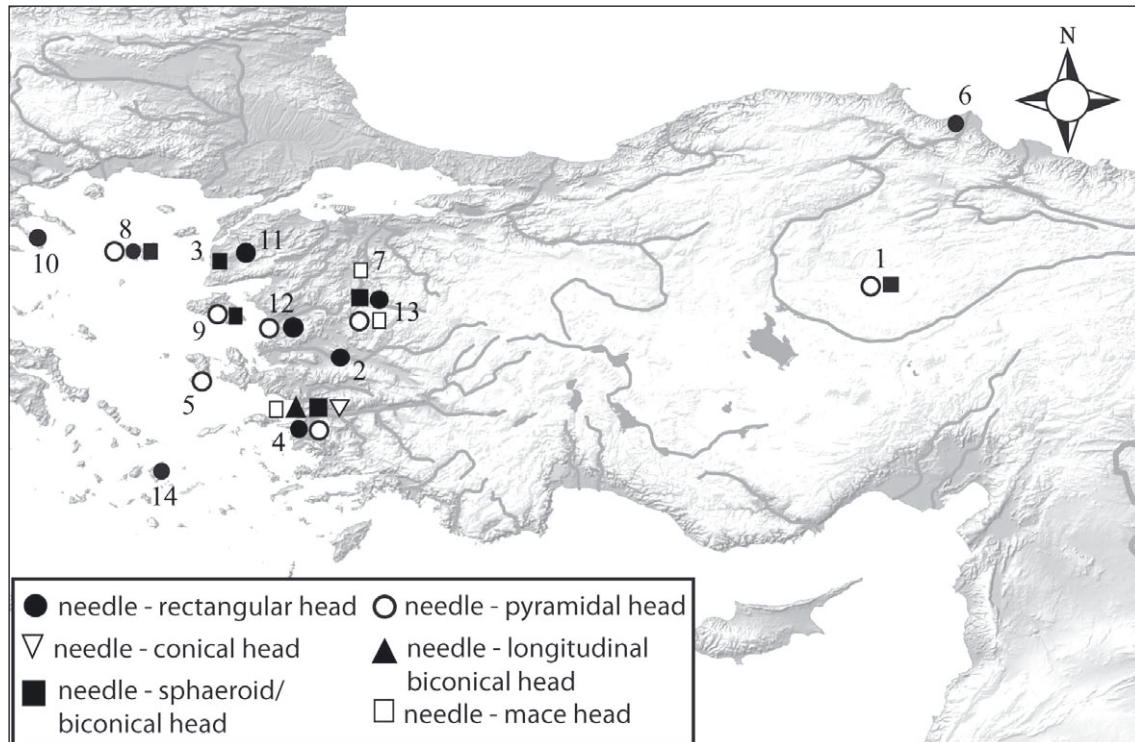 N
6
8
10
3
11
7
1
12
13
9
2
5
4
14
needle - rectangular head
needle - pyramidal head
needle - conical head
needle - longitudinal
biconical head
needle - sphaeroid/
biconical head
needle - mace head